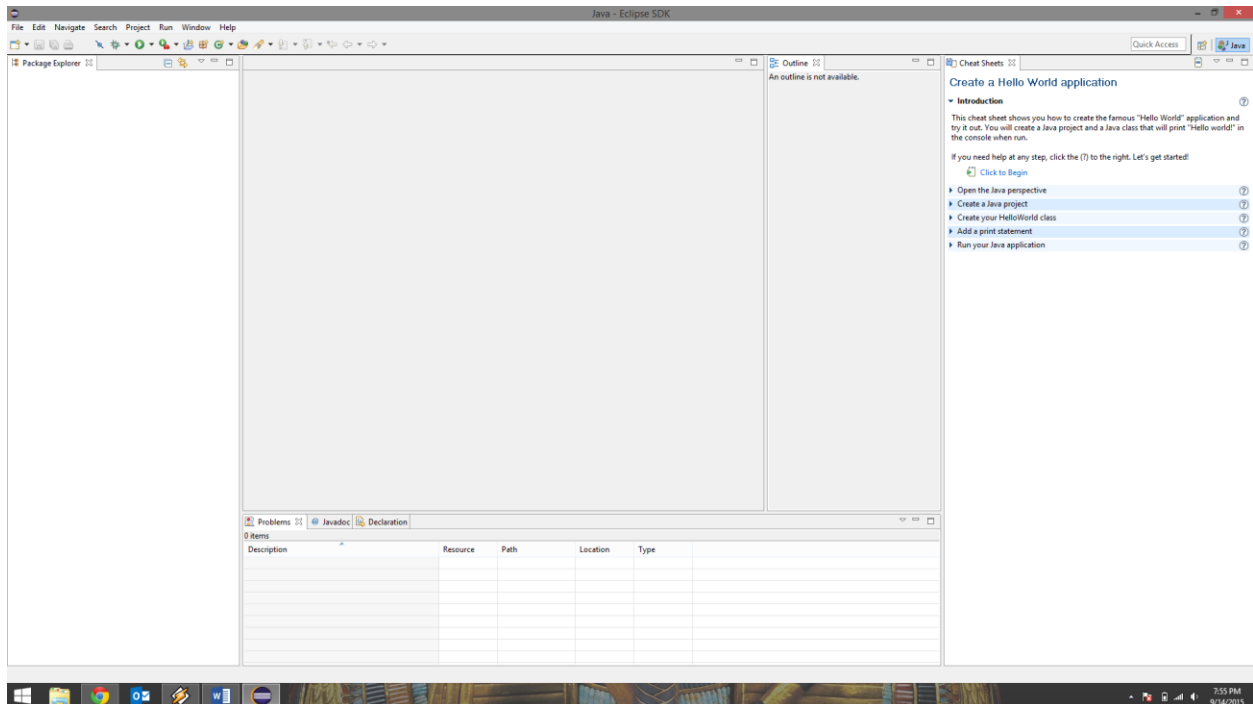 Java - Eclipse SDK
File Edit Navigate Search Project Run Window Help
Quick Access
Java
Package Explorer
Outline
An outline is not available.
Cheat Sheets
Create a Hello World application
Introduction
This cheat sheet shows you how to create the famous "Hello World" application and
try it out. You will create a Java project and a Java class that will print "Hello world!" in
the console when run.
If you need help at any step, click the (?) to the right. Let's get started!
Click to Begin
Open the Java perspective
Create a Java project
Create your HelloWorld class
Add a print statement
Run your Java application
Problems Javadoc Declaration
0 items
Description Resource Path Location Type
7:55 PM
9/14/2015